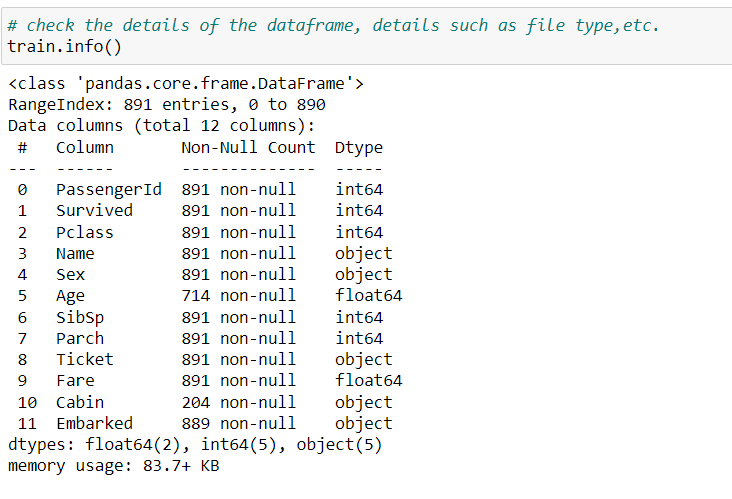 # check the details of the dataframe, details such as file type,etc.
train.info()
<class 'pandas.core.frame.DataFrame'>
RangeIndex: 891 entries, 0 to 890
Data columns (total 12 columns):
 #   Column       Non-Null Count  Dtype
---  ------       --------------  -----
 0   PassengerId  891 non-null    int64
 1   Survived     891 non-null    int64
 2   Pclass       891 non-null    int64
 3   Name         891 non-null    object
 4   Sex          891 non-null    object
 5   Age          714 non-null    float64
 6   SibSp        891 non-null    int64
 7   Parch        891 non-null    int64
 8   Ticket       891 non-null    object
 9   Fare         891 non-null    float64
 10  Cabin        204 non-null    object
 11  Embarked     889 non-null    object
dtypes: float64(2), int64(5), object(5)
memory usage: 83.7+ KB